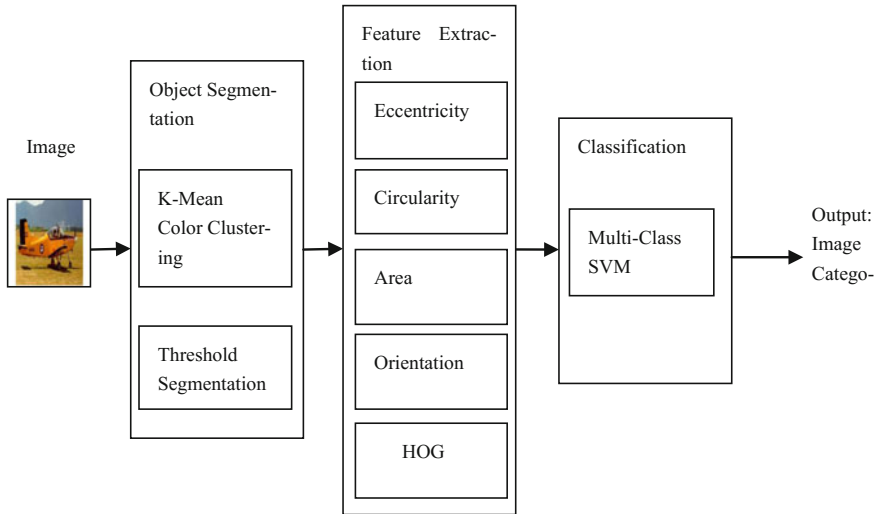 Image
Object Segmen-
tation
K-Mean
Color Cluster-
ing
Threshold
Segmentation
Feature Extrac-
tion
Eccentricity
Circularity
Area
Orientation
HOG
Classification
Multi-Class
SVM
Output:
Image
Catego-